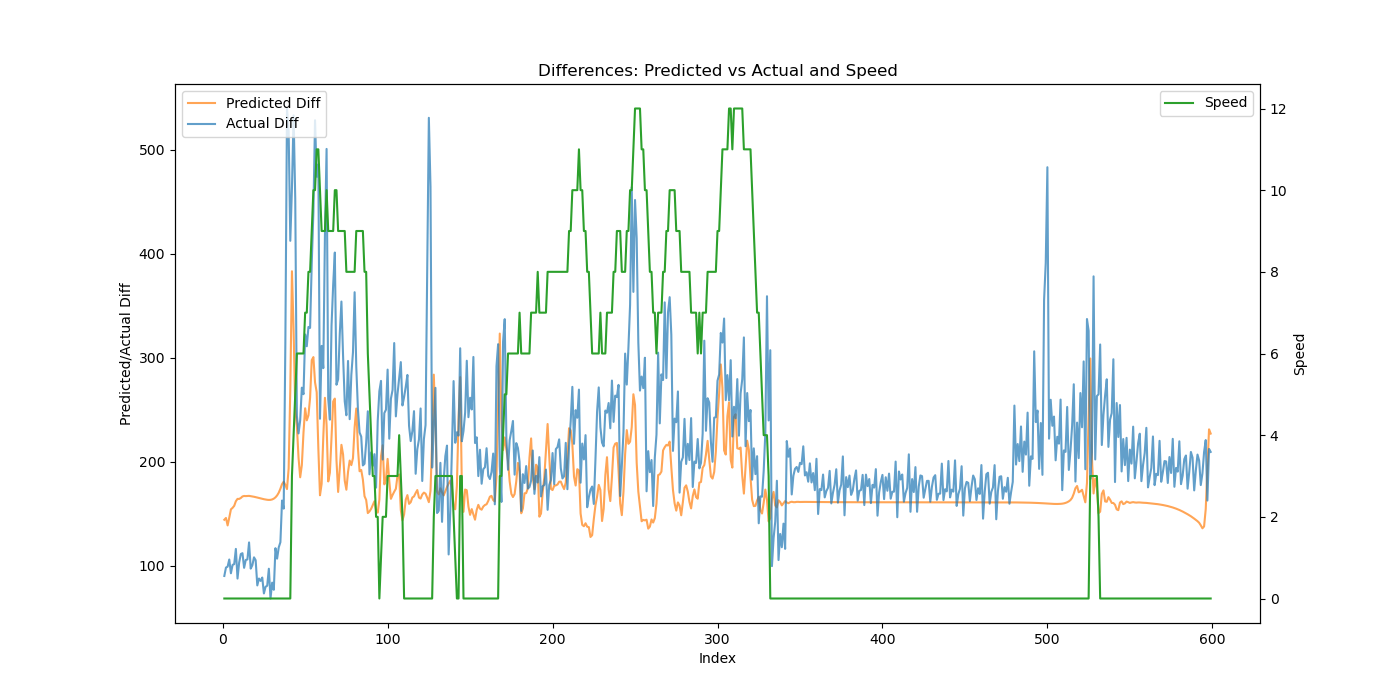 Differences: Predicted vs Actual and Speed
Predicted Diff
Actual Diff
Speed
500
400
300
200
100
Predicted/Actual Diff
12
10
8
6
4
2
0
Speed
0 100 200 300 400 500 600
Index